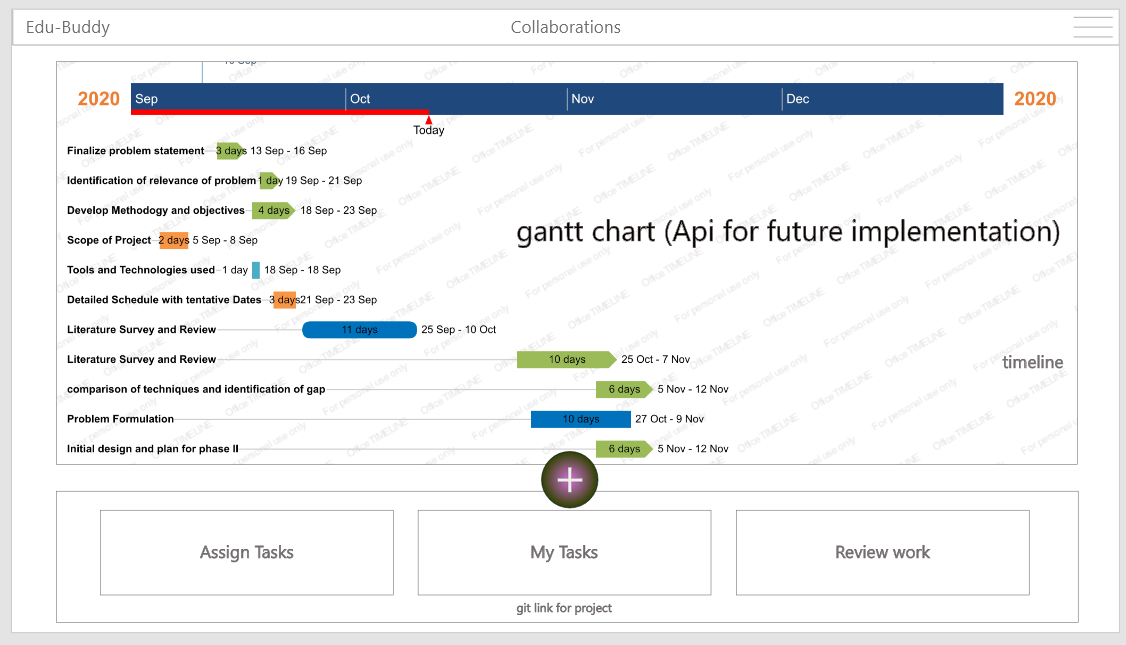 Edu-Buddy
Collaborations
2020 Sep Oct Nov Dec 2020
Today
Finalize problem statement 3 days 13 Sep - 16 Sep
Identification of relevance of problem 1 day 19 Sep - 21 Sep
Develop Methodogy and objectives 4 days 18 Sep - 23 Sep
gantt chart (Api for future implementation)
Scope of Project 2 days 5 Sep - 8 Sep
Tools and Technologies used 1 day 18 Sep - 18 Sep
Detailed Schedule with tentative Dates 3 days 21 Sep - 23 Sep
Literature Survey and Review 11 days 25 Sep - 10 Oct
Literature Survey and Review 10 days 25 Oct - 7 Nov
timeline
comparison of techniques and identification of gap 6 days 5 Nov - 12 Nov
Problem Formulation 10 days 27 Oct - 9 Nov
Initial design and plan for phase II 6 days 5 Nov - 12 Nov
For personal use only
Office TIMELINE
+
Assign Tasks
My Tasks
Review work
git link for project